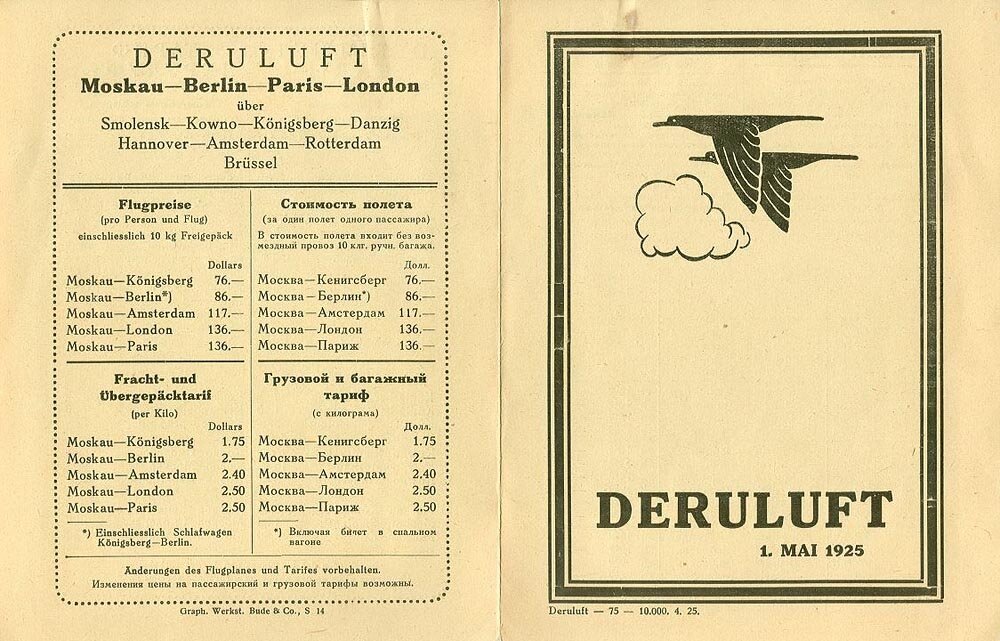 DERULUFT
Moskau—Berlin—Paris—London
über
Smolensk—Kowno—Königsberg—Danzig
Hannover—Amsterdam—Rotterdam
Brüssel
Flugpreise
(pro Person und Flug)
einschliesslich 10 kg Freigepäck
Dollars
Moskau—Königsberg 76.—
Moskau—Berlin*) 86.—
Moskau—Amsterdam 117.—
Moskau—London 136.—
Moskau—Paris 136.—
Стоимость полета
(за один полет одного пассажира)
В стоимость полета входит без воз-
мездный провоз 10 клг. ручн. багажа.
Долл.
Москва—Кенигсберг 76.—
Москва—Берлин*) 86.—
Москва—Амстердам 117.—
Москва—Лондон 136.—
Москва—Париж 136.—
Fracht- und
Übergepäcktarif
(per Kilo)
Dollars
Moskau—Königsberg 1.75
Moskau—Berlin 2.—
Moskau—Amsterdam 2.40
Moskau—London 2.50
Moskau—Paris 2.50
*) Einschliesslich Schlafwagen
Königsberg—Berlin.
Грузовой и багажный
тариф
(с килограма)
Долл.
Москва—Кенигсберг 1.75
Москва—Берлин 2.—
Москва—Амстердам 2.40
Москва—Лондон 2.50
Москва—Париж 2.50
*) Включая билет в спальном
вагоне
Änderungen des Flugplanes und Tarifes vorbehalten.
Изменения цены на пассажирский и грузовой тарифы возможны.
Graph. Werkst. Bude & Co., S 14
DERULUFT
1. MAI 1925
Deruluft — 75 — 10.000. 4. 25.